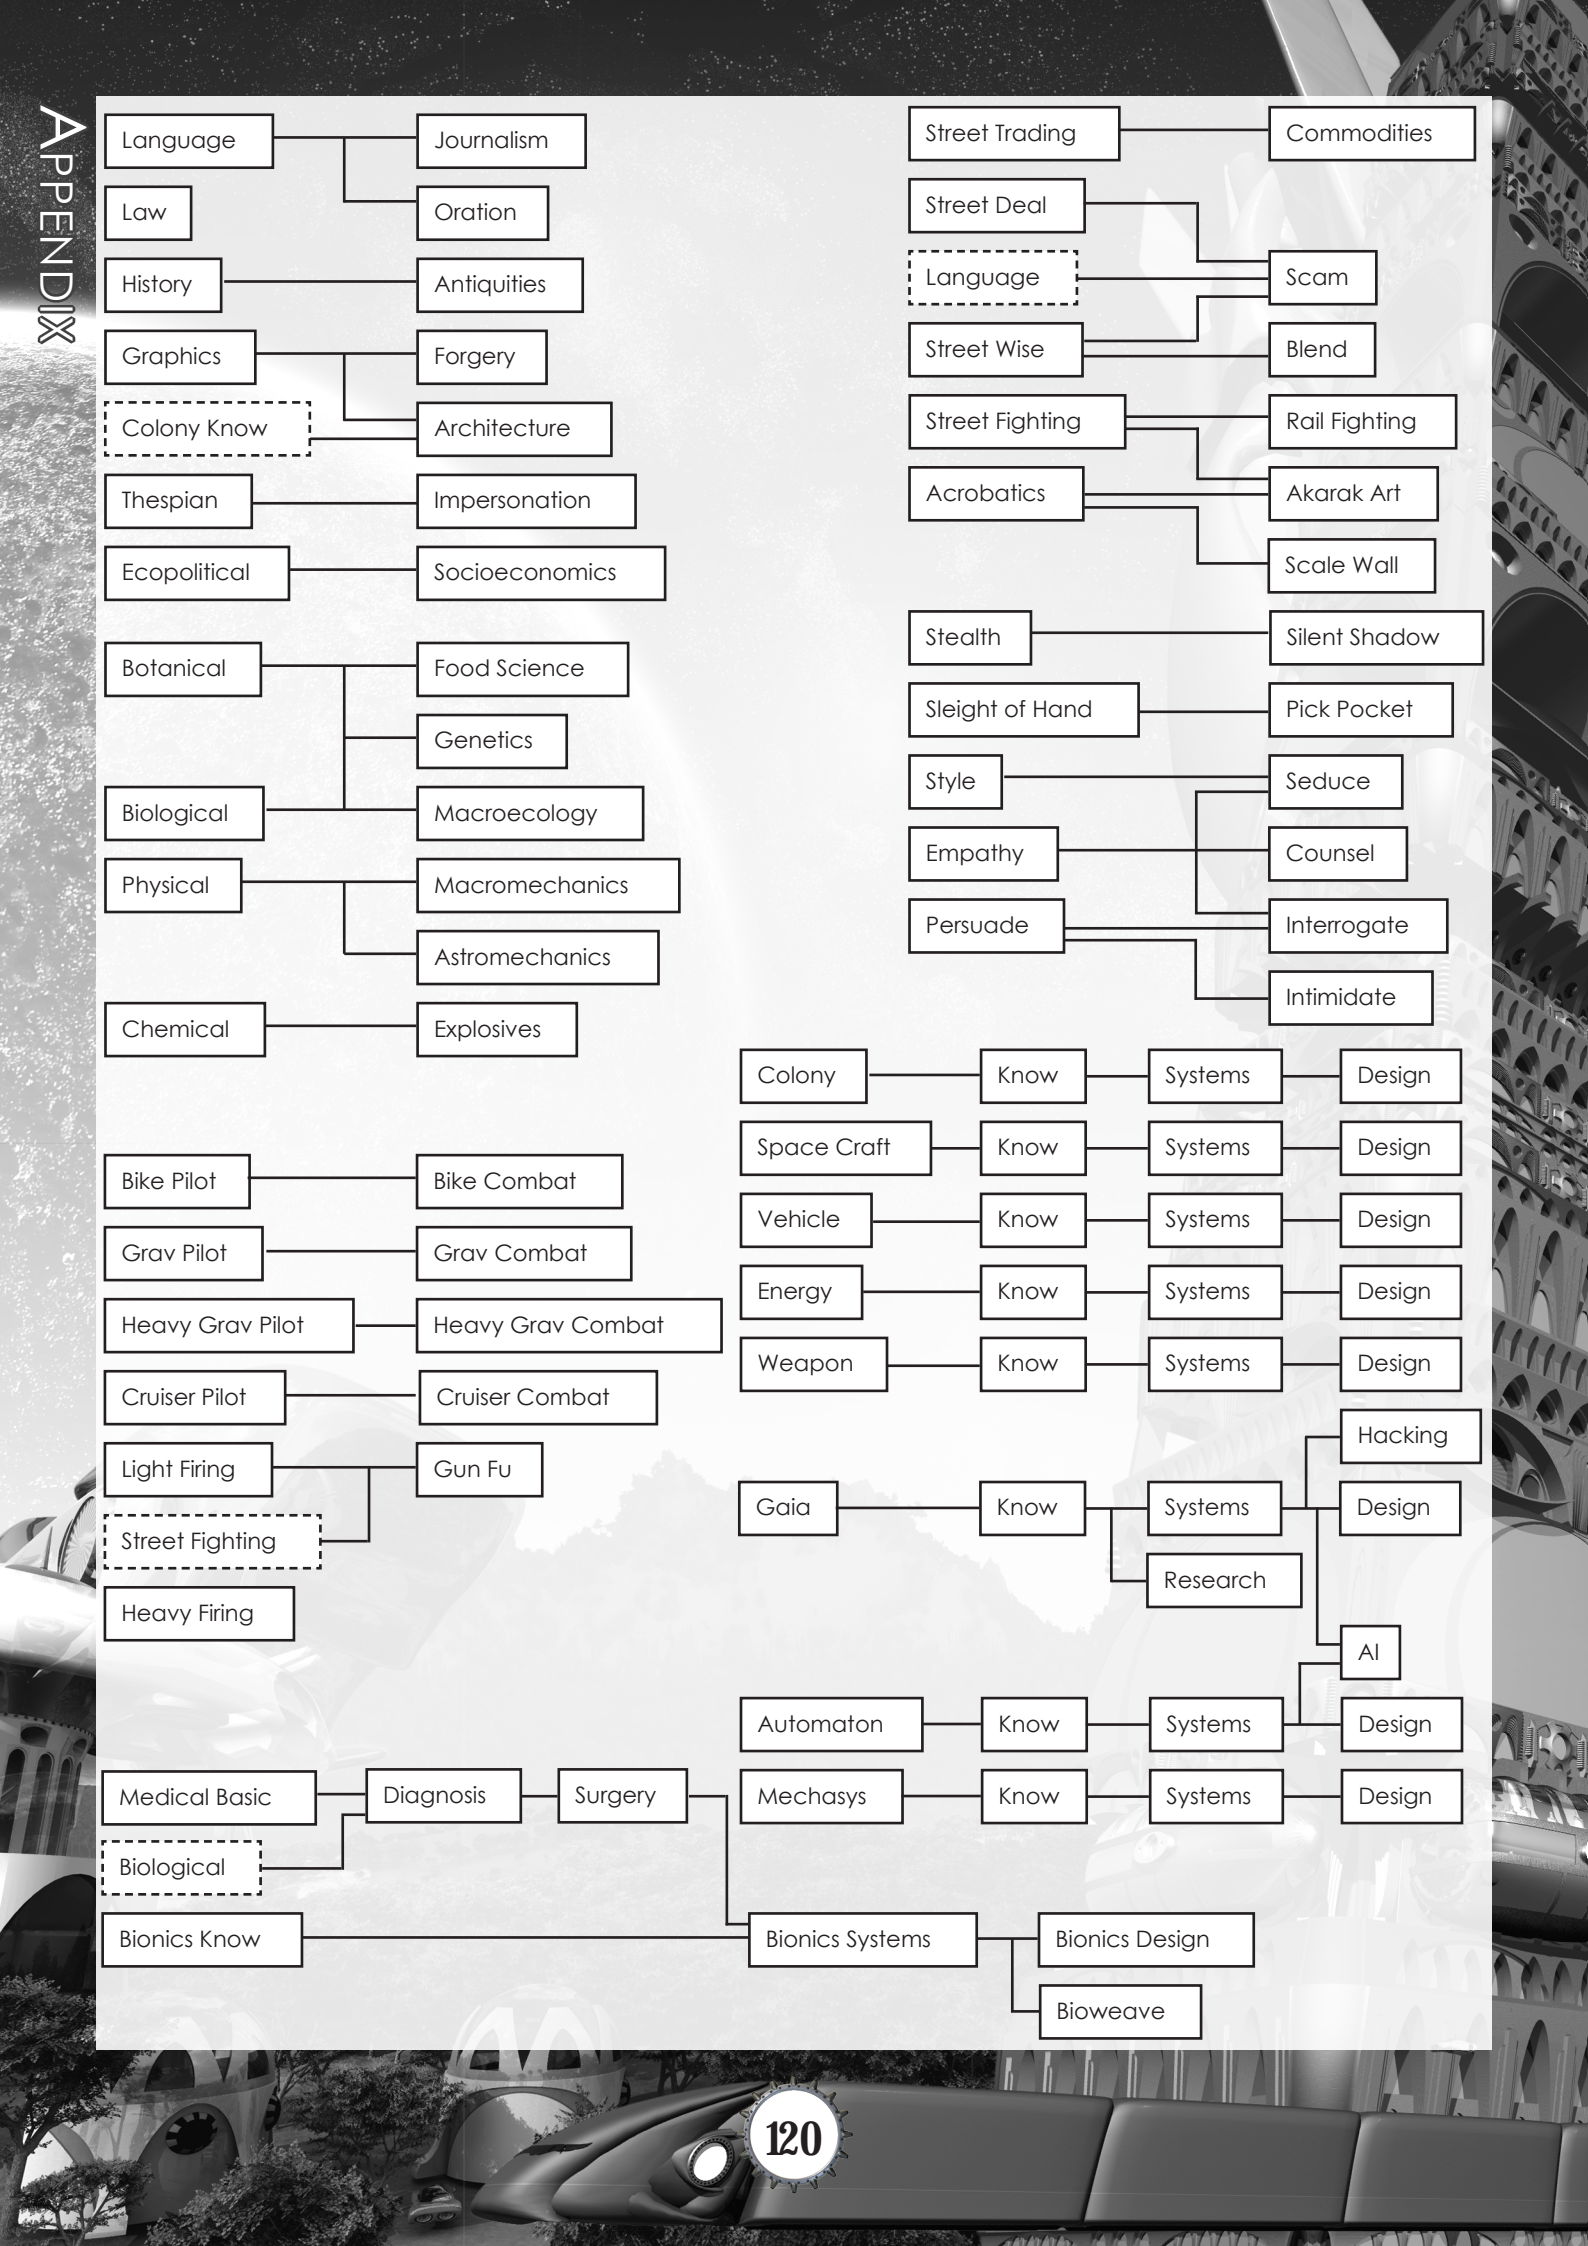 APPENDIX
Language
Journalism
Law
Oration
History
Antiquities
Graphics
Forgery
Colony Know
Architecture
Thespian
Impersonation
Ecopolitical
Socioeconomics
Botanical
Food Science
Genetics
Biological
Macroecology
Physical
Macromechanics
Astromechanics
Chemical
Explosives
Bike Pilot
Bike Combat
Grav Pilot
Grav Combat
Heavy Grav Pilot
Heavy Grav Combat
Cruiser Pilot
Cruiser Combat
Light Firing
Gun Fu
Street Fighting
Heavy Firing
Street Trading
Commodities
Street Deal
Language
Scam
Street Wise
Blend
Street Fighting
Rail Fighting
Acrobatics
Akarak Art
Scale Wall
Stealth
Silent Shadow
Sleight of Hand
Pick Pocket
Style
Seduce
Empathy
Counsel
Persuade
Interrogate
Intimidate
Colony
Know
Systems
Design
Space Craft
Know
Systems
Design
Vehicle
Know
Systems
Design
Energy
Know
Systems
Design
Weapon
Know
Systems
Design
Hacking
Gaia
Know
Systems
Design
Research
AI
Automaton
Know
Systems
Design
Mechasys
Know
Systems
Design
Medical Basic
Diagnosis
Surgery
Biological
Bionics Know
Bionics Systems
Bionics Design
Bioweave
120